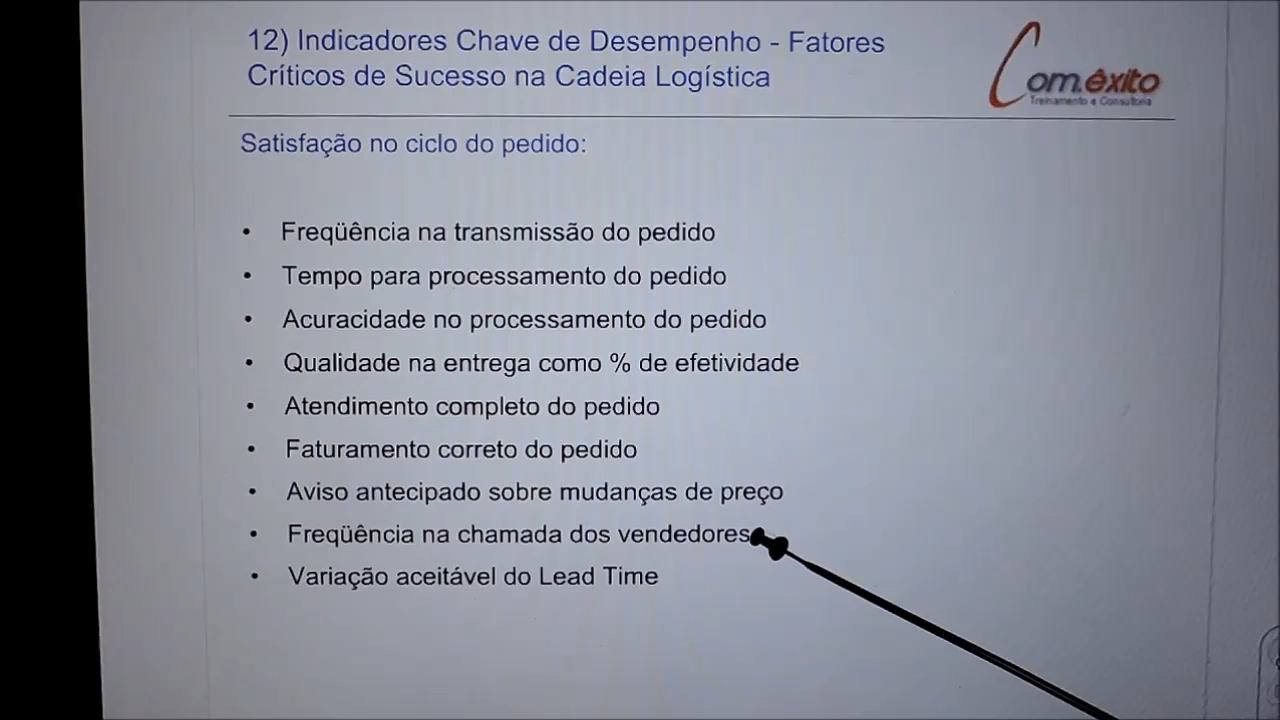 12) Indicadores Chave de Desempenho - Fatores
Críticos de Sucesso na Cadeia Logística
Com.êxito
Treinamento e Consultoria
Satisfação no ciclo do pedido:
• Freqüência na transmissão do pedido
• Tempo para processamento do pedido
• Acuracidade no processamento do pedido
• Qualidade na entrega como % de efetividade
• Atendimento completo do pedido
• Faturamento correto do pedido
• Aviso antecipado sobre mudanças de preço
• Freqüência na chamada dos vendedores
• Variação aceitável do Lead Time